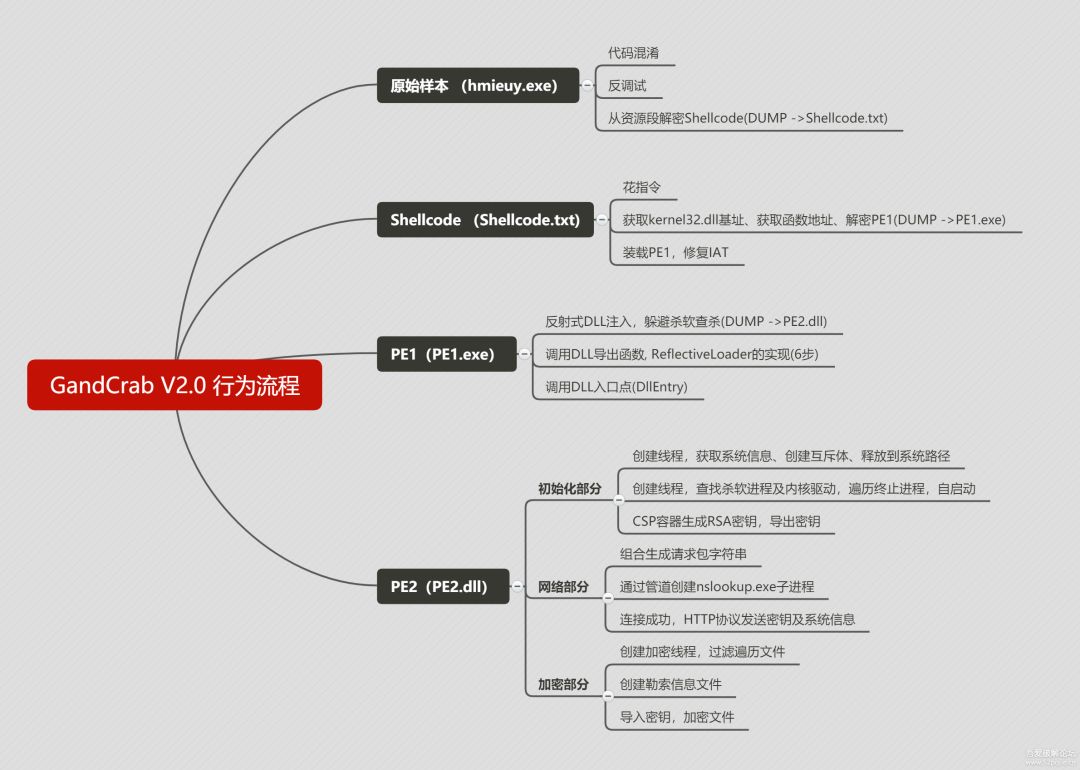 代码混淆
原始样本 （hmieuy.exe）
反调试
从资源段解密Shellcode(DUMP ->Shellcode.txt)
花指令
Shellcode （Shellcode.txt)
获取kernel32.dll基址、获取函数地址、解密PE1(DUMP ->PE1.exe)
装载PE1，修复IAT
反射式DLL注入，躲避杀软查杀(DUMP ->PE2.dll)
PE1（PE1.exe）
调用DLL导出函数, ReflectiveLoader的实现(6步)
调用DLL入口点(DllEntry)
GandCrab V2.0 行为流程
创建线程，获取系统信息、创建互斥体、释放到系统路径
初始化部分
创建线程，查找杀软进程及内核驱动，遍历终止进程，自启动
CSP容器生成RSA密钥，导出密钥
组合生成请求包字符串
PE2（PE2.dll）
网络部分
通过管道创建nslookup.exe子进程
连接成功，HTTP协议发送密钥及系统信息
创建加密线程，过滤遍历文件
加密部分
创建勒索信息文件
导入密钥，加密文件
吾爱破解论坛
www.52pojie.cn